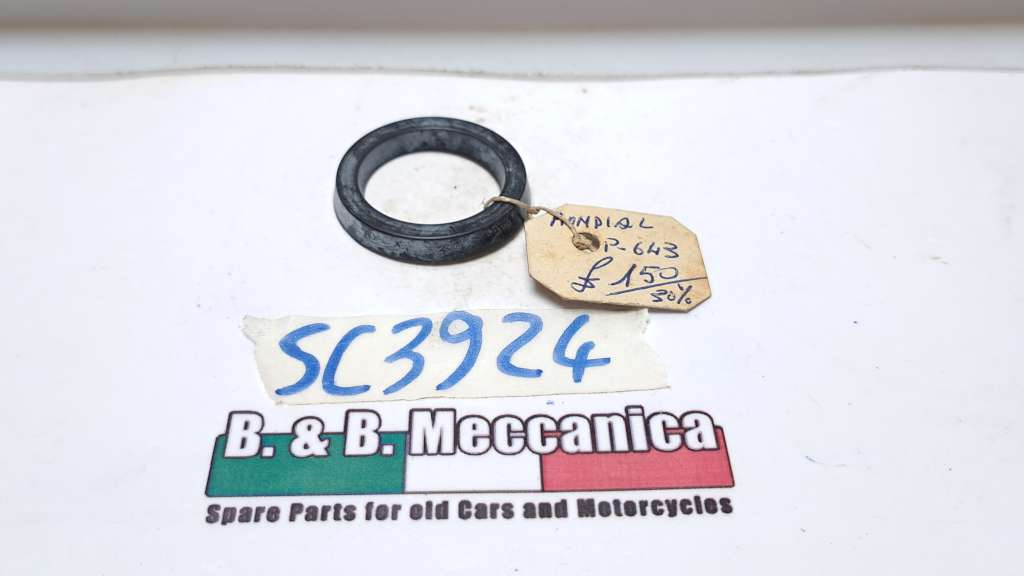 MONDIAL
P-643
£ 150
30%
SC3924
B. & B. Meccanica
Spare Parts for old Cars and Motorcycles